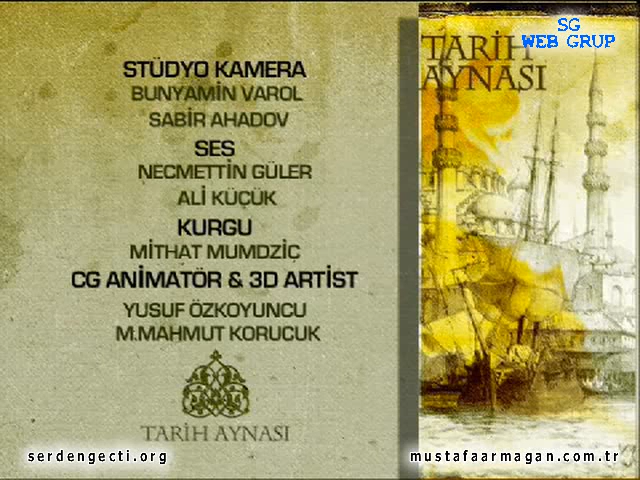 STÜDYO KAMERA
BUNYAMİN VAROL
SABİR AHADOV
SES
NECMETTİN GÜLER
ALİ KÜÇÜK
KURGU
MİTHAT MUMDZİÇ
CG ANİMATÖR & 3D ARTİST
YUSUF ÖZKOYUNCU
M.MAHMUT KORUCUK
TARİH AYNASI
SG
WEB GRUP
TARİH
AYNASI
serdengecti.org
mustafaarmagan.com.tr